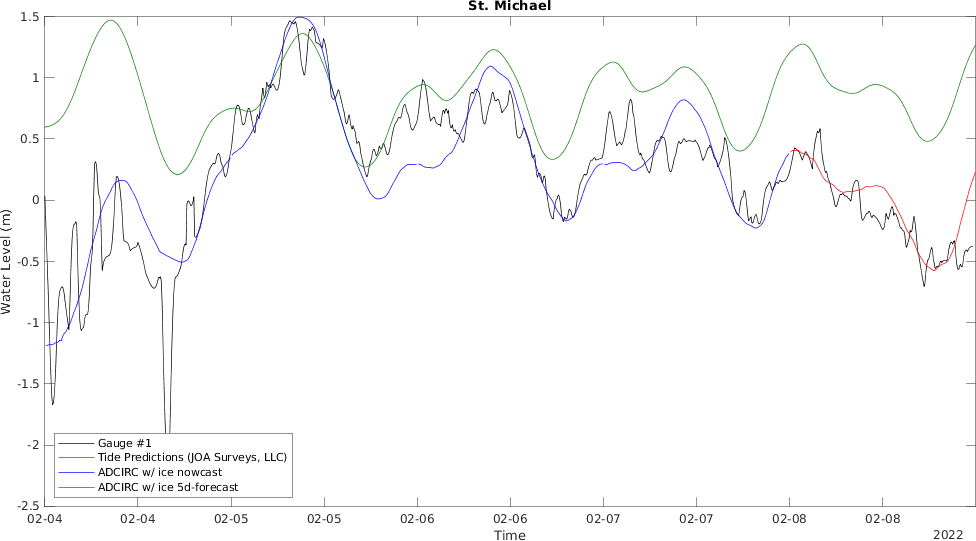 St. Michael
1.5
1
0.5
0
-0.5
-1
-1.5
-2
-2.5
Water Level (m)
Gauge #1
Tide Predictions (JOA Surveys, LLC)
ADCIRC w/ ice nowcast
ADCIRC w/ ice 5d-forecast
02-04 02-04 02-05 02-05 02-06 02-06 02-07 02-07 02-08 02-08
Time
2022